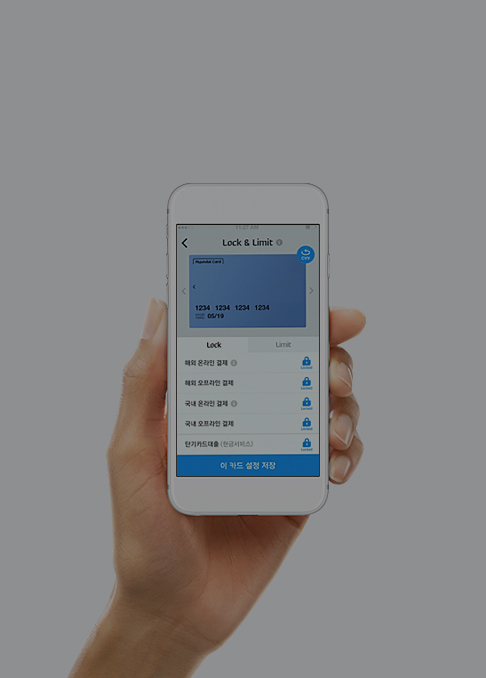 11:07 AM
Lock & Limit
Hyundai Card
CVV
1234 1234 1234 1234
05/19
Lock
Limit
해외 온라인 결제
Locked
해외 오프라인 결제
Locked
국내 온라인 결제
Locked
국내 오프라인 결제
Locked
단기카드대출 (현금서비스)
Locked
이 카드 설정 저장